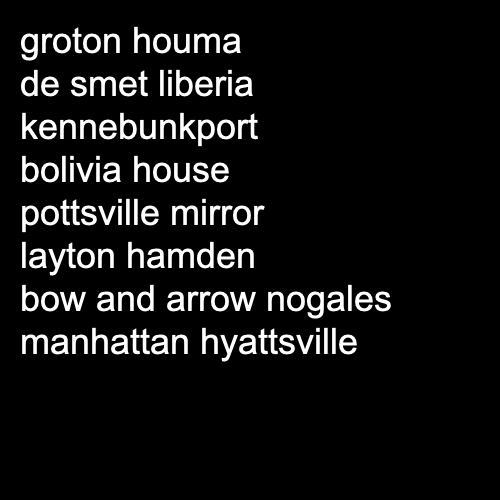 groton houma
de smet liberia
kennebunkport
bolivia house
pottsville mirror
layton hamden
bow and arrow nogales
manhattan hyattsville